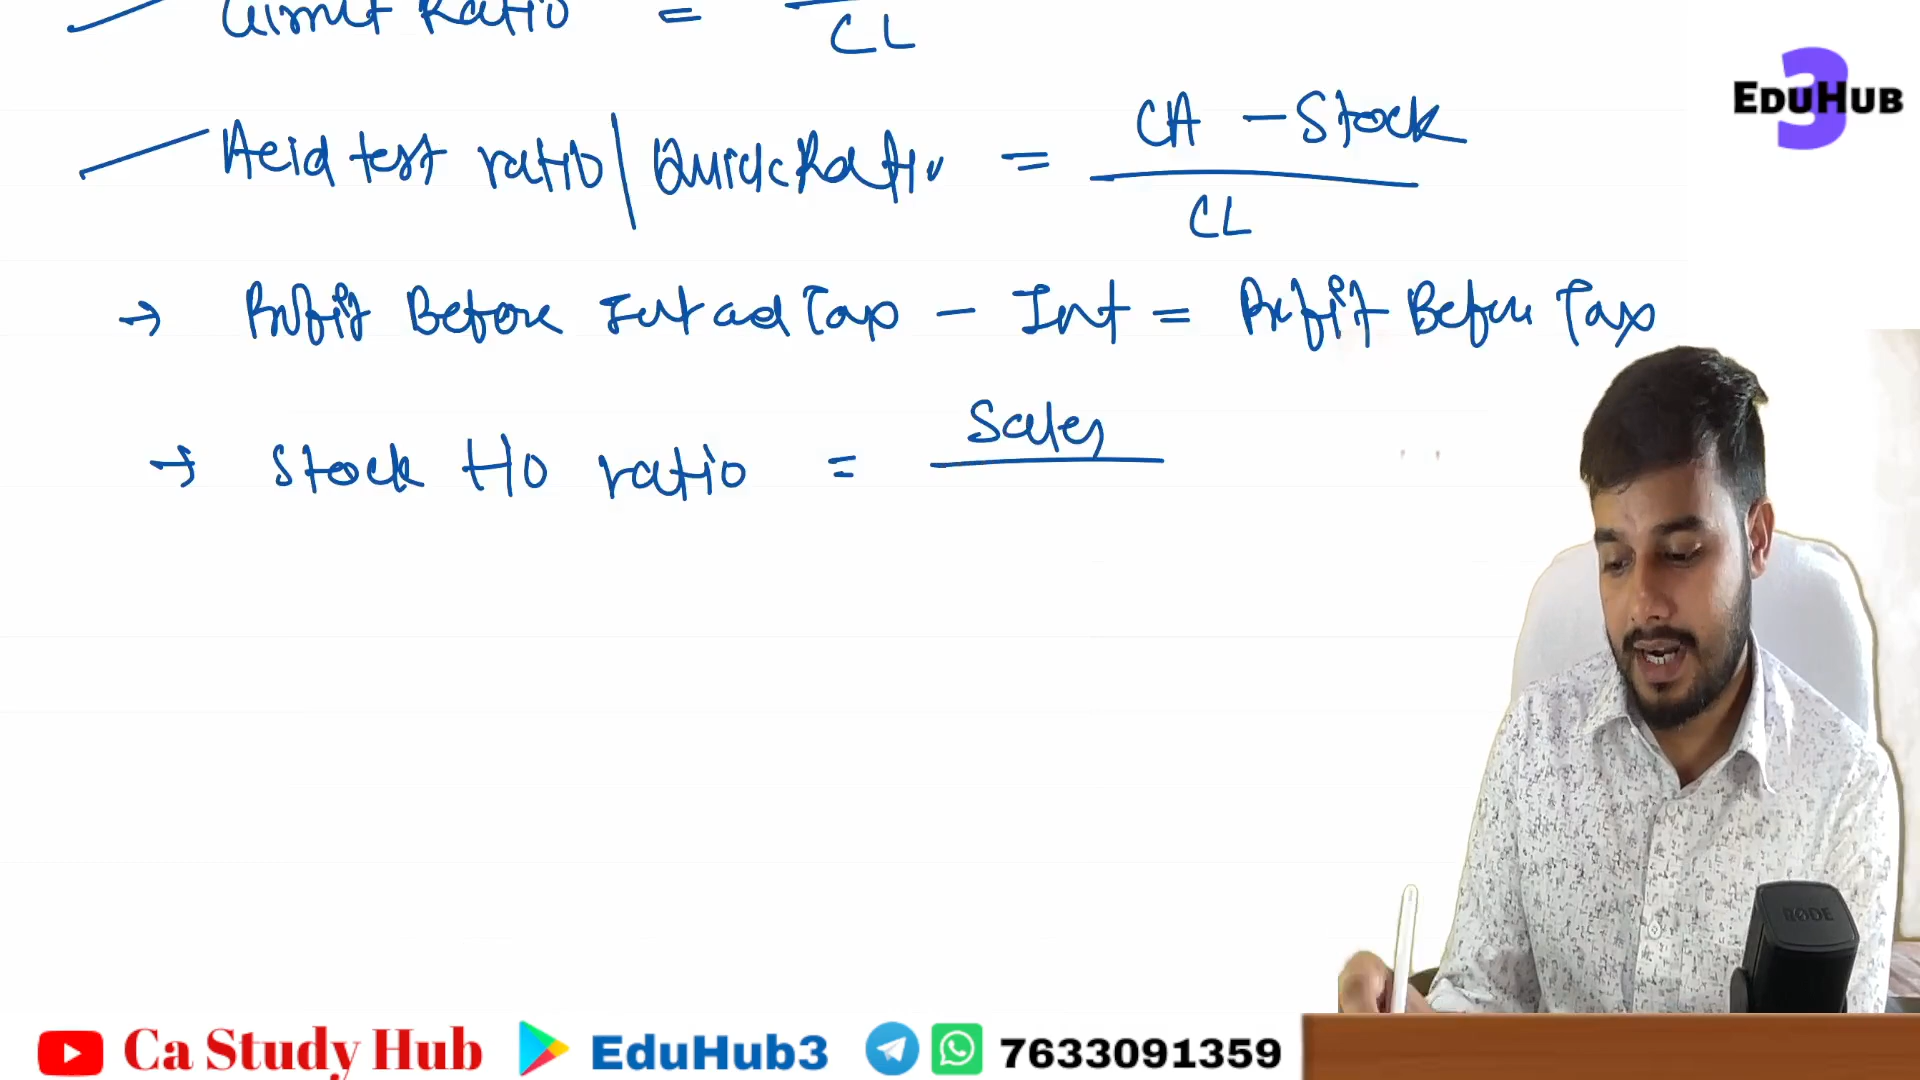 Current Ratio =
CL
EDUHUB
3
Acid test ratio | Quick Ratio = CA - Stock
CL
→ Profit Before Int and Tax - Int = Profit Before Tax
→ Stock t/o ratio = Sales
RØDE
Ca Study Hub EduHub3 7633091359